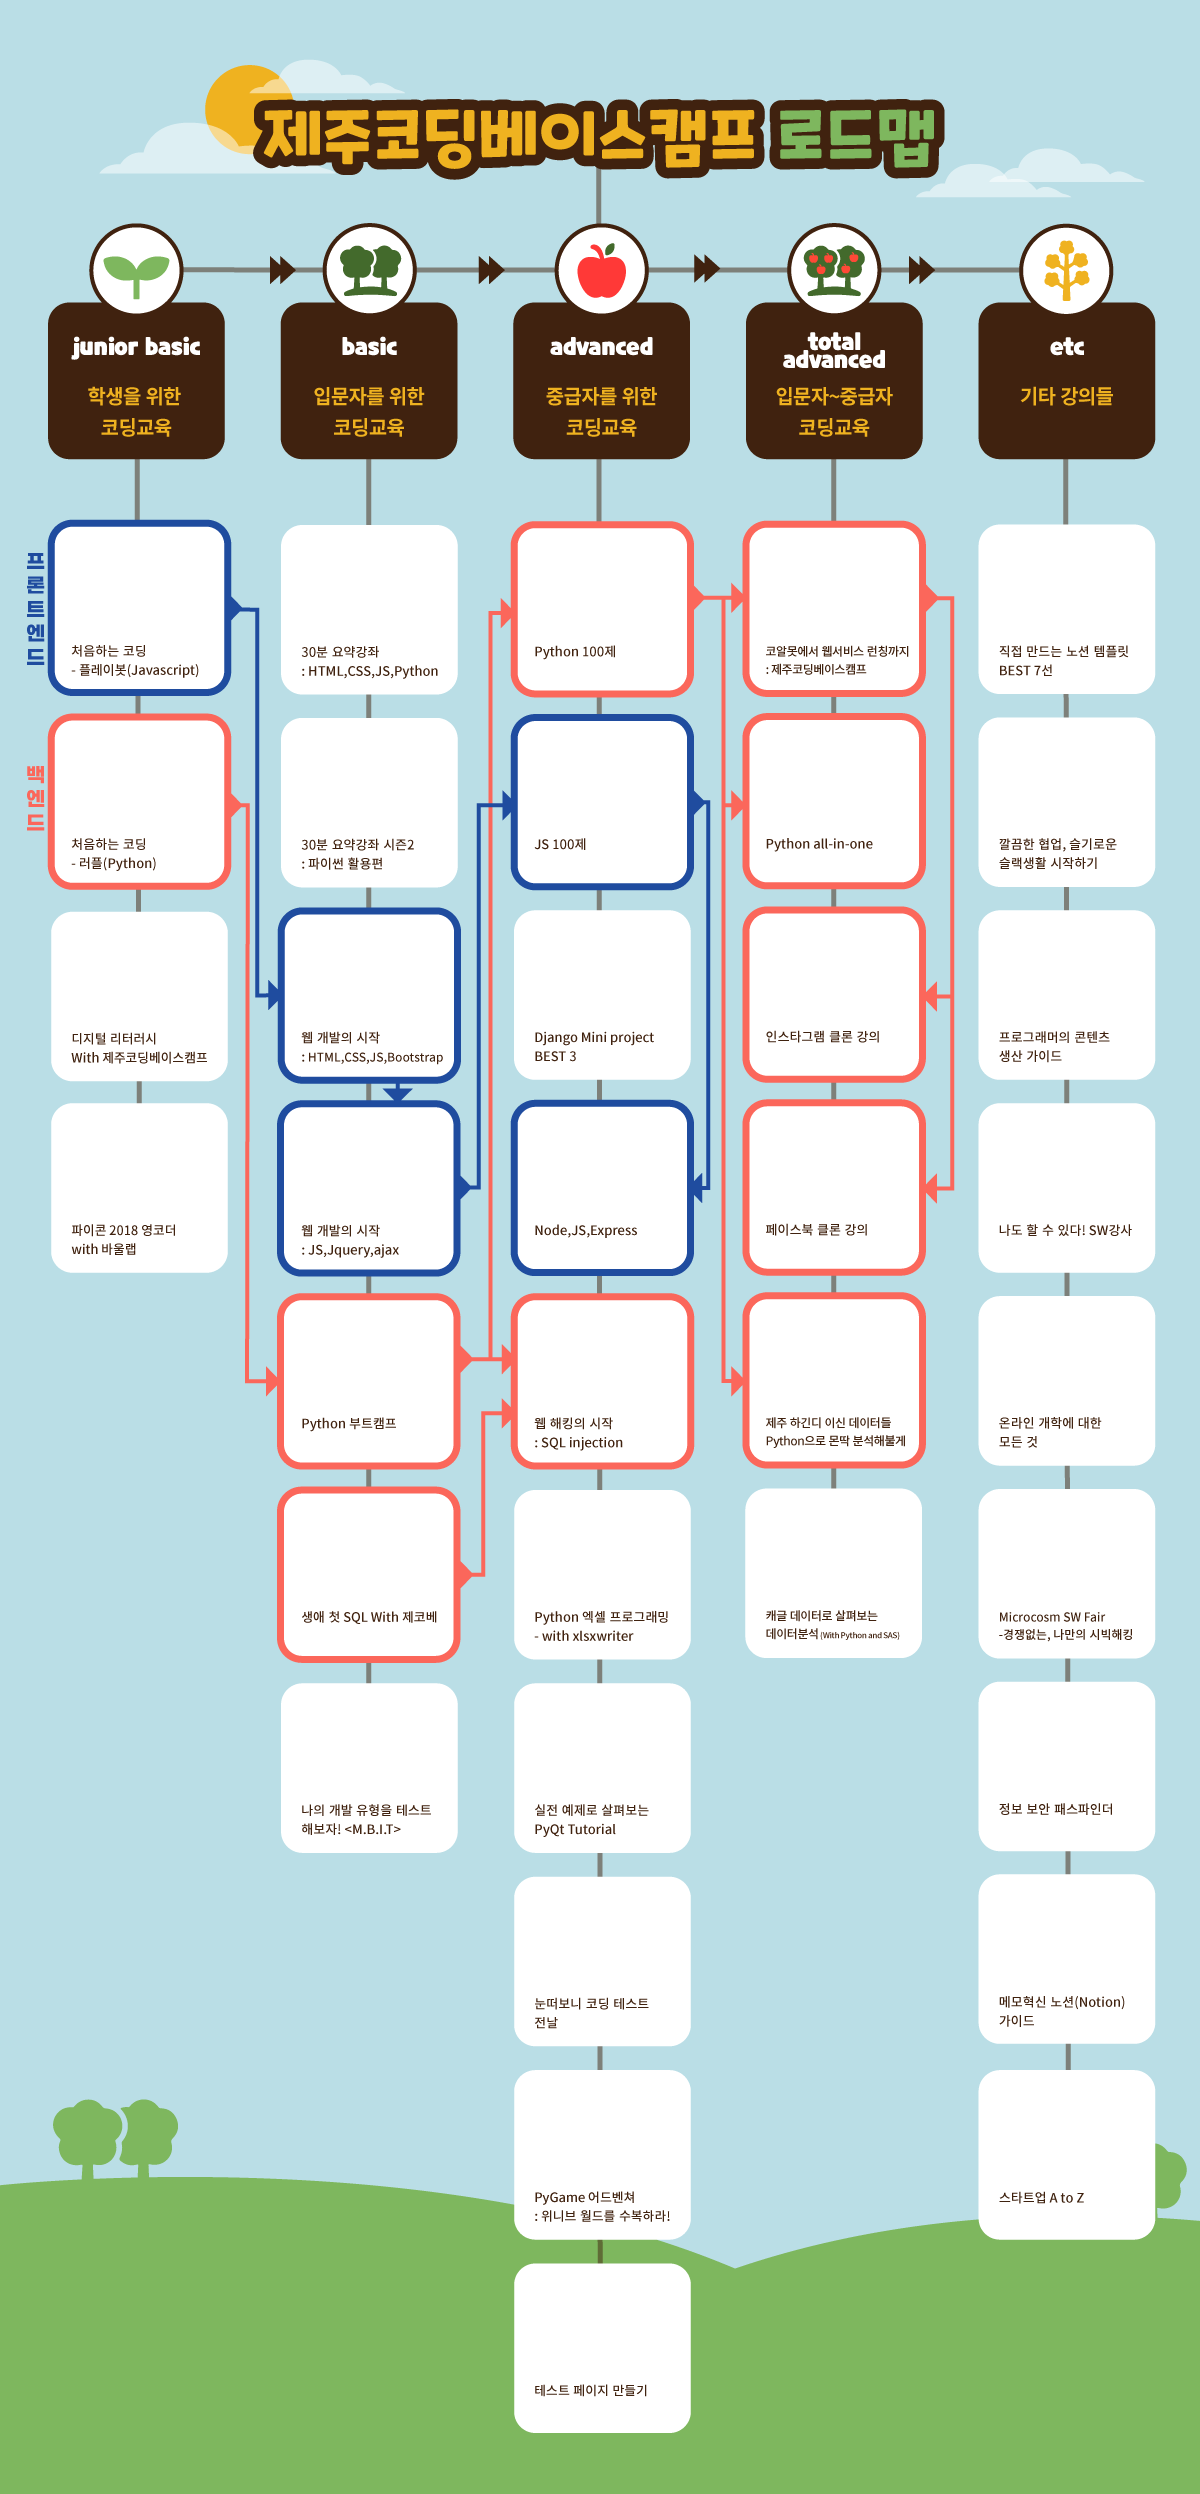 제주코딩베이스캠프 로드맵
junior basic
학생을 위한
코딩교육
basic
입문자를 위한
코딩교육
advanced
중급자를 위한
코딩교육
total
advanced
입문자~중급자
코딩교육
etc
기타 강의들
프론트엔드
백엔드
처음하는 코딩
- 플레이봇(Javascript)
처음하는 코딩
- 러플(Python)
디지털 리터러시
With 제주코딩베이스캠프
파이콘 2018 영코더
with 바울랩
30분 요약강좌
: HTML,CSS,JS,Python
30분 요약강좌 시즌2
: 파이썬 활용편
웹 개발의 시작
: HTML,CSS,JS,Bootstrap
웹 개발의 시작
: JS,Jquery,ajax
Python 부트캠프
생애 첫 SQL With 제코베
나의 개발 유형을 테스트
해보자! <M.B.I.T>
Python 100제
JS 100제
Django Mini project
BEST 3
Node,JS,Express
웹 해킹의 시작
: SQL injection
Python 엑셀 프로그래밍
- with xlsxwriter
실전 예제로 살펴보는
PyQt Tutorial
눈떠보니 코딩 테스트
전날
PyGame 어드벤쳐
: 위니브 월드를 수복하라!
테스트 페이지 만들기
코알못에서 웹서비스 런칭까지
: 제주코딩베이스캠프
Python all-in-one
인스타그램 클론 강의
페이스북 클론 강의
제주 하긴디 이신 데이터들
Python으로 몬딱 분석해불게
캐글 데이터로 살펴보는
데이터분석 (With Python and SAS)
직접 만드는 노션 템플릿
BEST 7선
깔끔한 협업, 슬기로운
슬랙생활 시작하기
프로그래머의 콘텐츠
생산 가이드
나도 할 수 있다! SW강사
온라인 개학에 대한
모든 것
Microcosm SW Fair
-경쟁없는, 나만의 시빅해킹
정보 보안 패스파인더
메모혁신 노션(Notion)
가이드
스타트업 A to Z